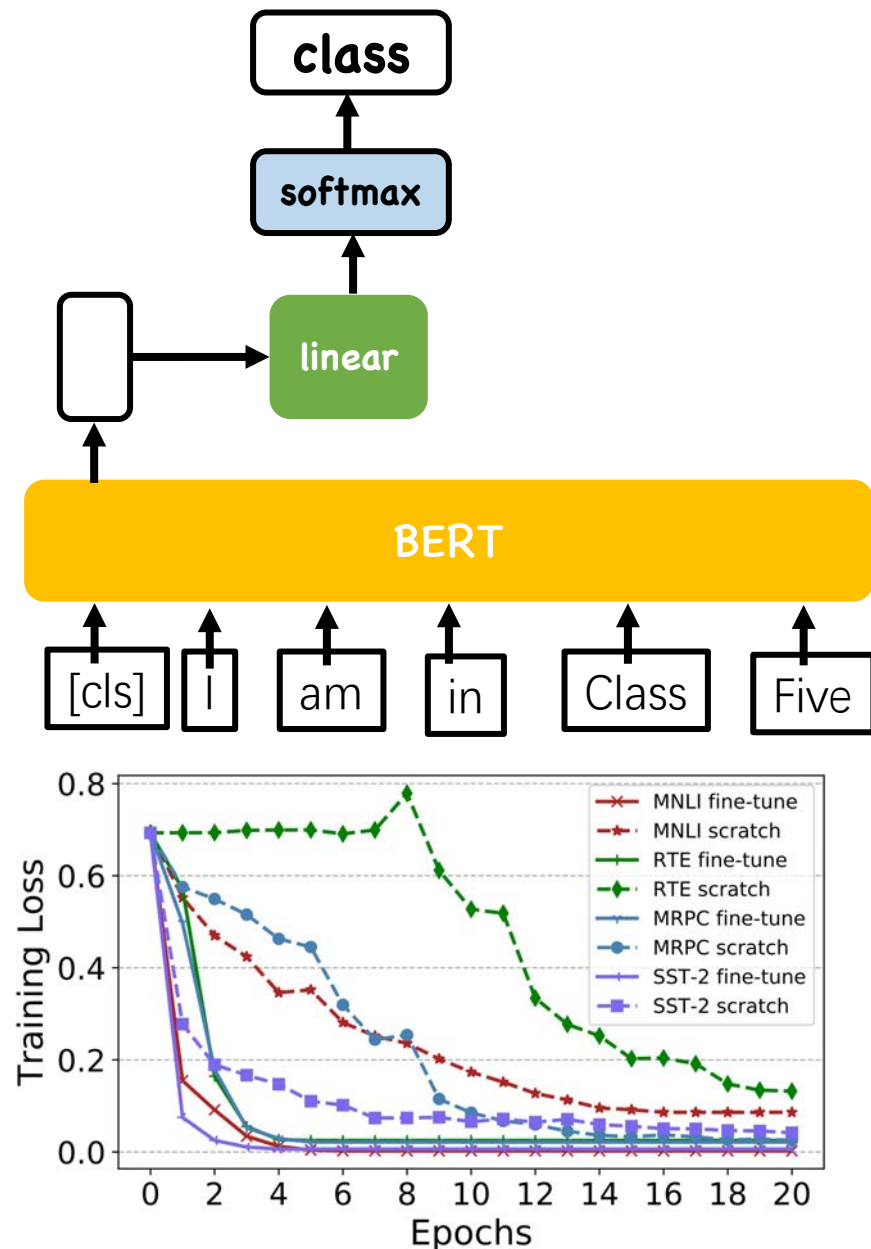 class
softmax
linear
BERT
[cls] I am in Class Five
0.8
0.6
0.4
0.2
0.0
Training Loss
MNLI fine-tune
MNLI scratch
RTE fine-tune
RTE scratch
MRPC fine-tune
MRPC scratch
SST-2 fine-tune
SST-2 scratch
0 2 4 6 8 10 12 14 16 18 20
Epochs